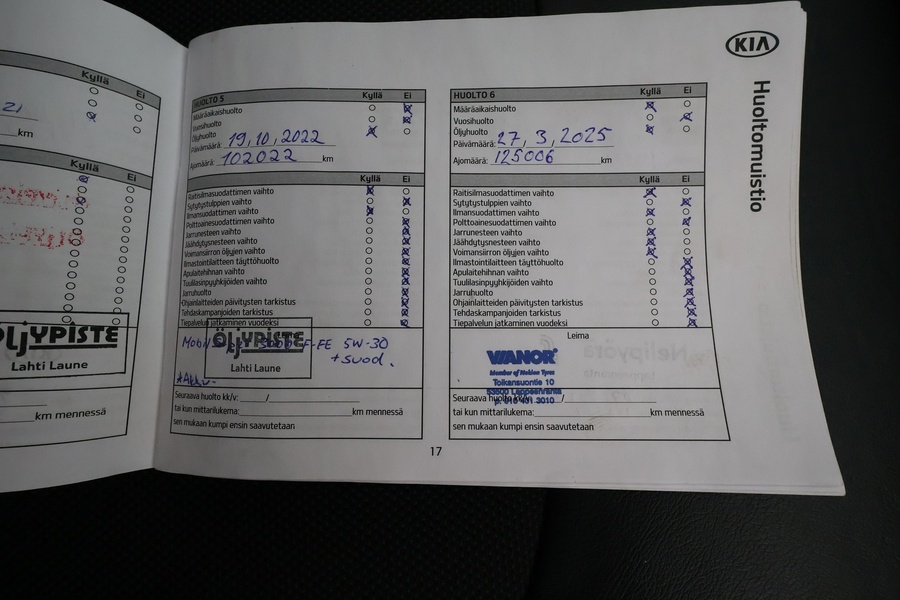 Kyllä
Ei
21
km
Kyllä
Ei
ÖLJYPISTE
Lahti Laune
km mennessä
HUOLTO 5
Kyllä
Ei
Määräaikaishuolto
Vuosihuolto
Öljyhuolto
Päivämäärä: 19,10,2022
Ajomäärä: 102022 km
Kyllä
Ei
Raitisilmasuodattimen vaihto
Sytytystulppien vaihto
Ilmansuodattimen vaihto
Polttoainesuodattimen vaihto
Jarrunesteen vaihto
Jäähdytysnesteen vaihto
Voimansiirron öljyjen vaihto
Ilmastointilaitteen täyttöhuolto
Apulaitehihnan vaihto
Tuulilasinpyyhkijöiden vaihto
Jarruhuolto
Ohjainlaitteiden päivitysten tarkistus
Tehdaskampanjoiden tarkistus
Tiepalvelun jatkaminen vuodeksi
ÖLJYPISTE
Lahti Laune
5W-30
+suod.
Seuraava huolto kk/v: /
tai kun mittarilukema: km mennessä
sen mukaan kumpi ensin saavutetaan
HUOLTO 6
Kyllä
Ei
Määräaikaishuolto
Vuosihuolto
Öljyhuolto
Päivämäärä: 27, 3, 2025
Ajomäärä: 125006 km
Kyllä
Ei
Raitisilmasuodattimen vaihto
Sytytystulppien vaihto
Ilmansuodattimen vaihto
Polttoainesuodattimen vaihto
Jarrunesteen vaihto
Jäähdytysnesteen vaihto
Voimansiirron öljyjen vaihto
Ilmastointilaitteen täyttöhuolto
Apulaitehihnan vaihto
Tuulilasinpyyhkijöiden vaihto
Jarruhuolto
Ohjainlaitteiden päivitysten tarkistus
Tehdaskampanjoiden tarkistus
Tiepalvelun jatkaminen vuodeksi
Leima
VIANOR
Member of Nokian Tyres
Toikansuontie 10
53500 Lappeenranta
p. 010 401 3010
Seuraava huolto kk/v: /
tai kun mittarilukema: km mennessä
sen mukaan kumpi ensin saavutetaan
17
KIA
Huoltomuistio